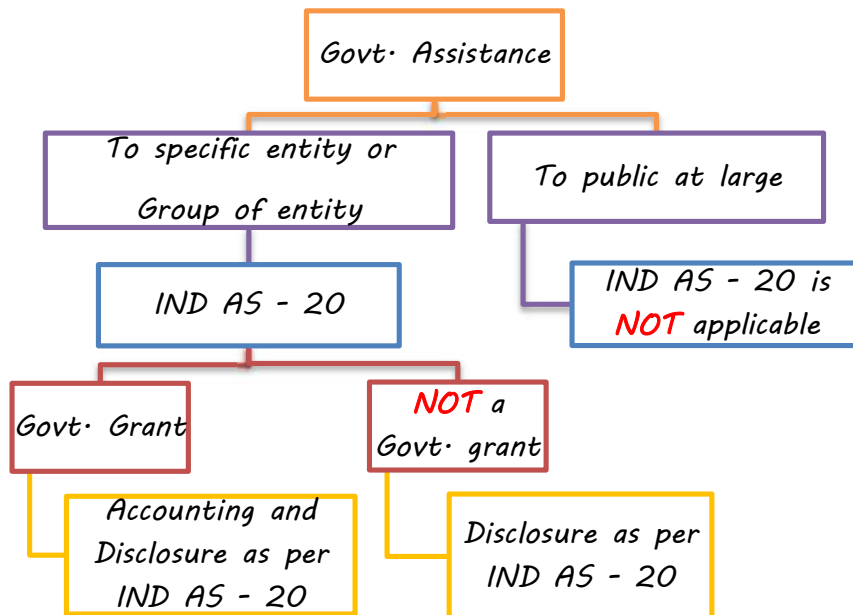 Govt. Assistance
To specific entity or
Group of entity
To public at large
IND AS - 20
IND AS - 20 is
NOT applicable
Govt. Grant
NOT a
Govt. grant
Accounting and
Disclosure as per
IND AS - 20
Disclosure as per
IND AS - 20